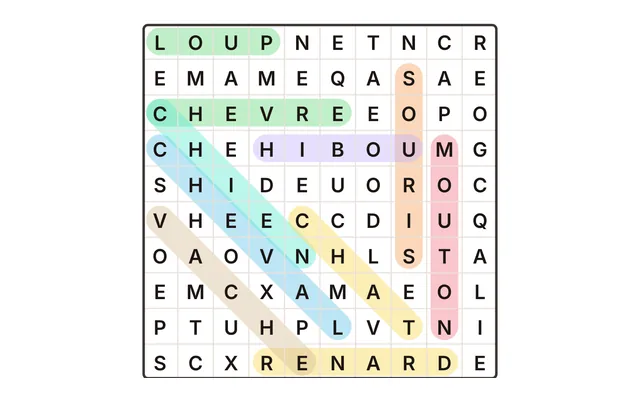 L O U P N E T N C R
E M A M E Q A S A E
C H E V R E E O P O
C H E H I B O U M G
S H I D E U O R O C
V H E E C C D I U Q
O A O V N H L S T A
E M C X A M A E O L
P T U H P L V T N I
S C X R E N A R D E